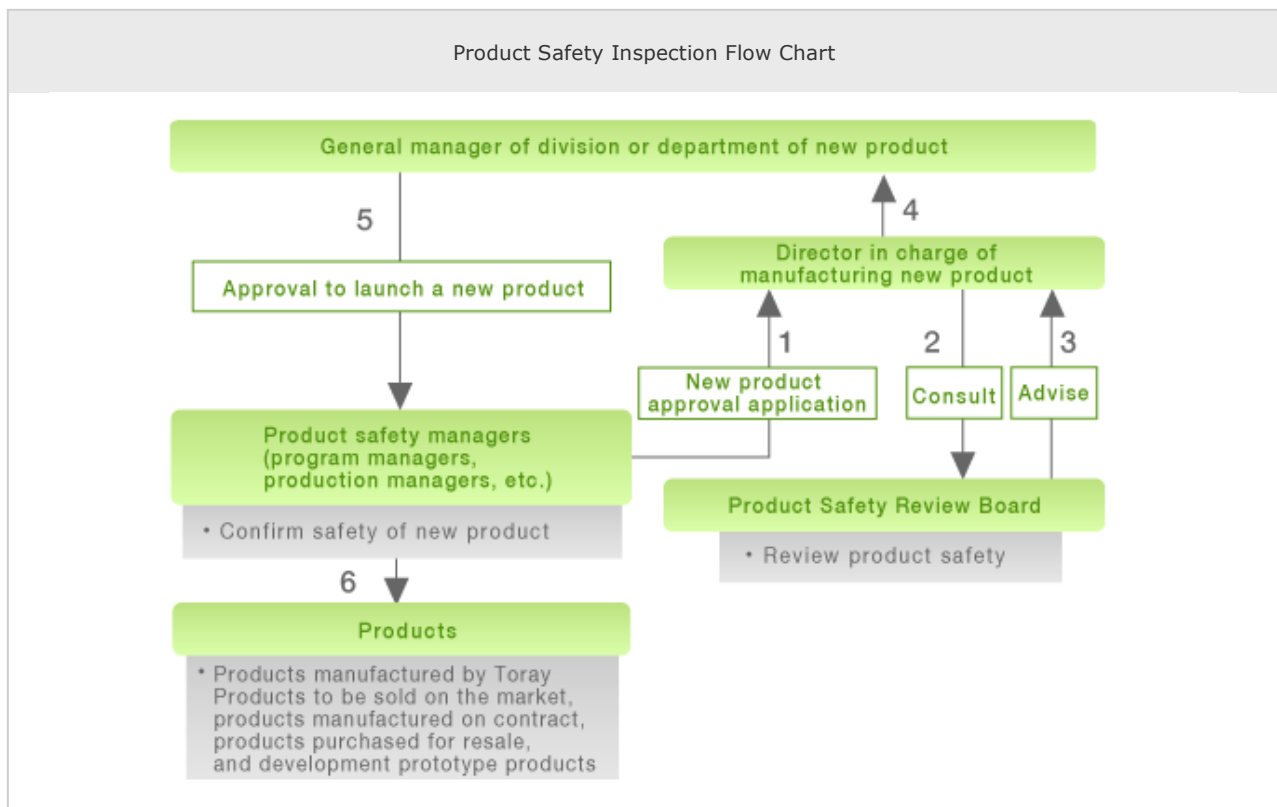 Product Safety Inspection Flow Chart
General manager of division or department of new product
5
4
Director in charge of
manufacturing new product
Approval to launch a new product
1
2
3
New product
approval application
Consult
Advise
Product safety managers
(program managers,
production managers, etc.)
• Confirm safety of new product
Product Safety Review Board
• Review product safety
6
Products
• Products manufactured by Toray
Products to be sold on the market,
products manufactured on contract,
products purchased for resale,
and development prototype products